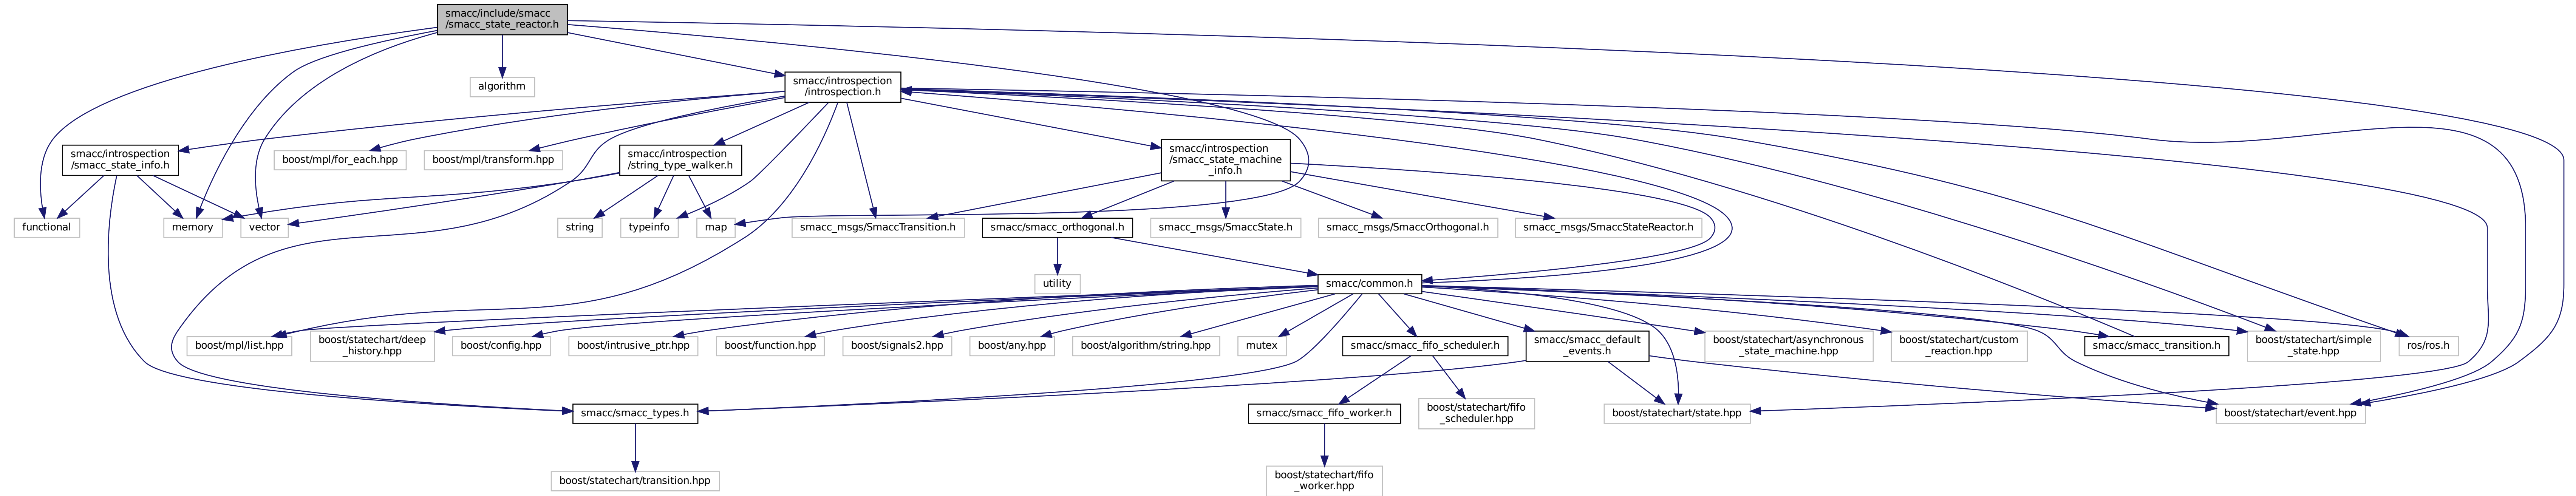 smacc/include/smacc
/smacc_state_reactor.h
algorithm
smacc/introspection
/introspection.h
smacc/introspection
/smacc_state_info.h
boost/mpl/for_each.hpp
boost/mpl/transform.hpp
smacc/introspection
/string_type_walker.h
smacc/introspection
/smacc_state_machine
_info.h
functional
memory
vector
string
typeinfo
map
smacc_msgs/SmaccTransition.h
smacc/smacc_orthogonal.h
smacc_msgs/SmaccState.h
smacc_msgs/SmaccOrthogonal.h
smacc_msgs/SmaccStateReactor.h
utility
smacc/common.h
boost/mpl/list.hpp
boost/statechart/deep
_history.hpp
boost/config.hpp
boost/intrusive_ptr.hpp
boost/function.hpp
boost/signals2.hpp
boost/any.hpp
boost/algorithm/string.hpp
mutex
smacc/smacc_fifo_scheduler.h
smacc/smacc_default
_events.h
boost/statechart/asynchronous
_state_machine.hpp
boost/statechart/custom
_reaction.hpp
smacc/smacc_transition.h
boost/statechart/simple
_state.hpp
ros/ros.h
smacc/smacc_types.h
smacc/smacc_fifo_worker.h
boost/statechart/fifo
_scheduler.hpp
boost/statechart/state.hpp
boost/statechart/event.hpp
boost/statechart/transition.hpp
boost/statechart/fifo
_worker.hpp